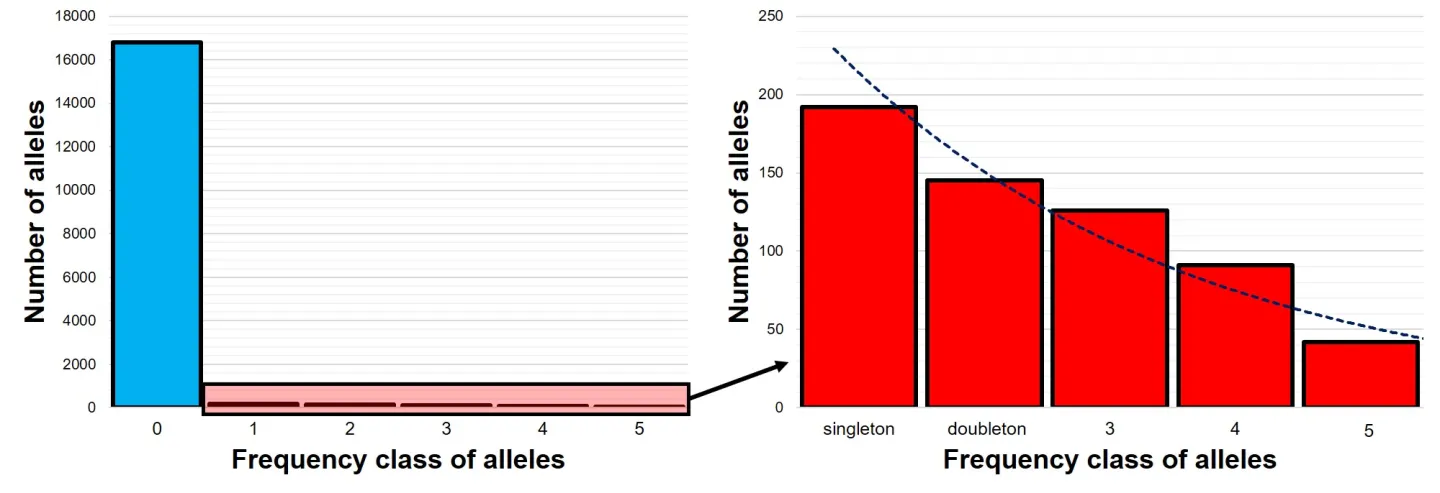 Number of alleles
18000
16000
14000
12000
10000
8000
6000
4000
2000
0
0 1 2 3 4 5
Frequency class of alleles
Number of alleles
250
200
150
100
50
0
singleton doubleton 3 4 5
Frequency class of alleles